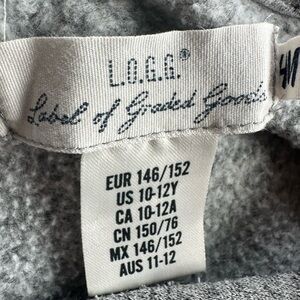 L.O.G.G.®
Label of Graded Goods
EUR 146/152
US 10-12Y
CA 10-12A
CN 150/76
MX 146/152
AUS 11-12